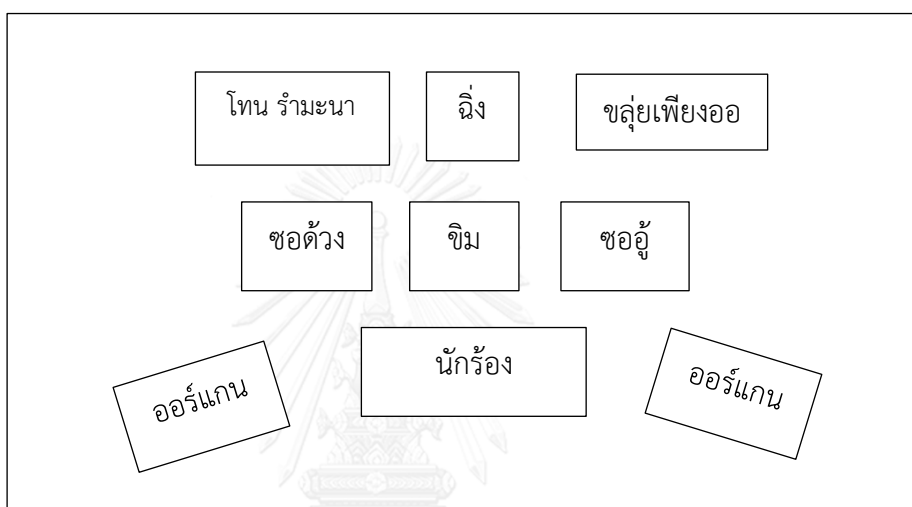 โทน รำมะนา
ฉิ่ง
ขลุ่ยเพียงออ
ซอด้วง
ขิม
ซออู้
นักร้อง
ออร์แกน
ออร์แกน